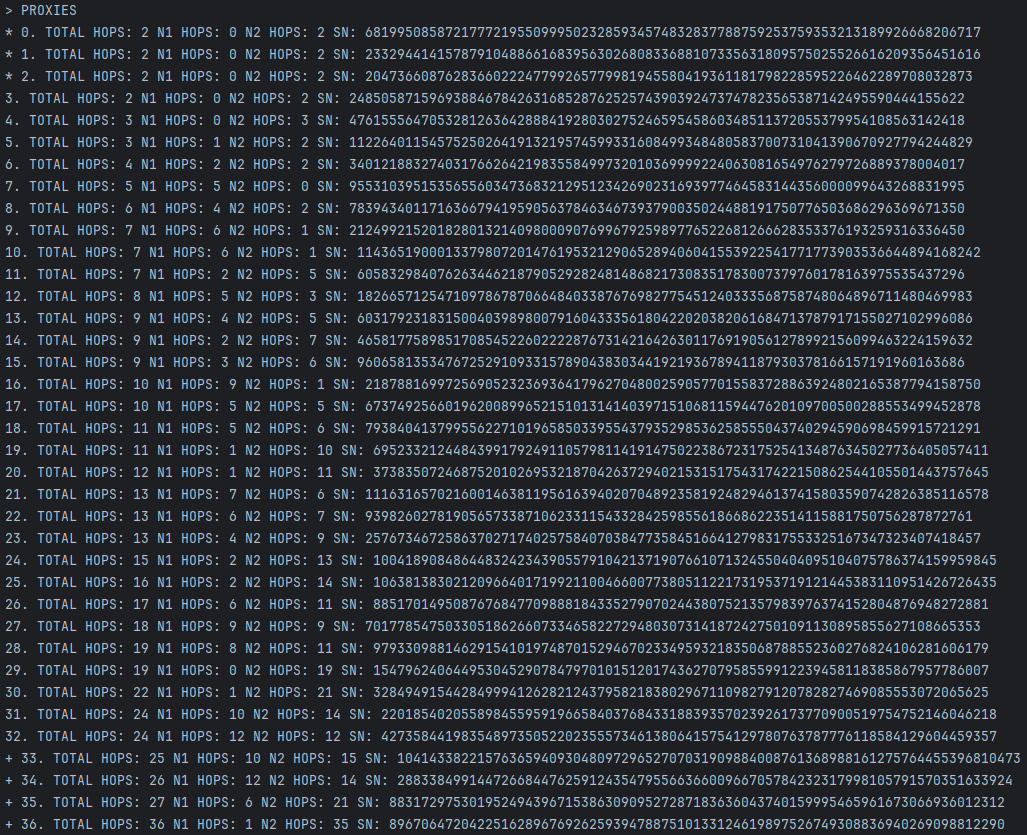 > PROXIES
* 0. TOTAL HOPS: 2 N1 HOPS: 0 N2 HOPS: 2 SN: 68199508587217772195509995023285934574832837788759253759353213189926668206717
* 1. TOTAL HOPS: 2 N1 HOPS: 0 N2 HOPS: 2 SN: 23329441415787910488661683956302680833688107335631809575025526616209356451616
* 2. TOTAL HOPS: 2 N1 HOPS: 0 N2 HOPS: 2 SN: 2047366087628366022247799265779981945580419361181798228595226462289708032873
3. TOTAL HOPS: 2 N1 HOPS: 0 N2 HOPS: 2 SN: 24850587159693884678426316852876252574390392473747823565387142495590444155622
4. TOTAL HOPS: 3 N1 HOPS: 0 N2 HOPS: 3 SN: 47615556470532812636428884192803027524659545860348511372055379954108563142418
5. TOTAL HOPS: 3 N1 HOPS: 1 N2 HOPS: 2 SN: 112264011545752502641913219574599331608499348480583700731041390670927794244829
6. TOTAL HOPS: 4 N1 HOPS: 2 N2 HOPS: 2 SN: 34012188327403176626421983558499732010369999224063081654976279726889378004017
7. TOTAL HOPS: 5 N1 HOPS: 5 N2 HOPS: 0 SN: 95531039515356556034736832129512342690231693977464583144356000099643268831995
8. TOTAL HOPS: 6 N1 HOPS: 4 N2 HOPS: 2 SN: 78394340117163667941959056378463467393790035024488191750776503686296369671350
9. TOTAL HOPS: 7 N1 HOPS: 6 N2 HOPS: 1 SN: 21249921520182801321409800090769967925989776522681266628353376193259316336450
10. TOTAL HOPS: 7 N1 HOPS: 6 N2 HOPS: 1 SN: 114365190001337980720147619532129065289406041553922541771773903536644894168242
11. TOTAL HOPS: 7 N1 HOPS: 2 N2 HOPS: 5 SN: 6058329840762634462187905292824814868217308351783007379760178163975535437296
12. TOTAL HOPS: 8 N1 HOPS: 5 N2 HOPS: 3 SN: 18266571254710978678706648403387676982775451240333568758748064896711480469983
13. TOTAL HOPS: 9 N1 HOPS: 4 N2 HOPS: 5 SN: 60317923183150040398980079160433356180422020382061684713787917155027102996086
14. TOTAL HOPS: 9 N1 HOPS: 2 N2 HOPS: 7 SN: 46581775898517085452260222287673142164263011769190561278992156099463224159632
15. TOTAL HOPS: 9 N1 HOPS: 3 N2 HOPS: 6 SN: 9606581353476725291093315789043830344192193678941187930378166157191960163686
16. TOTAL HOPS: 10 N1 HOPS: 9 N2 HOPS: 1 SN: 21878816997256905232369364179627048002590577015583728863924802165387794158750
17. TOTAL HOPS: 10 N1 HOPS: 5 N2 HOPS: 5 SN: 67374925660196200899652151013141403971510681159447620109700500288553499452878
18. TOTAL HOPS: 11 N1 HOPS: 5 N2 HOPS: 6 SN: 79384041379955622710196585033955437935298536258555043740294590698459915721291
19. TOTAL HOPS: 11 N1 HOPS: 1 N2 HOPS: 10 SN: 69523321244843991792491105798114191475022386723175254134876345027736405057411
20. TOTAL HOPS: 12 N1 HOPS: 1 N2 HOPS: 11 SN: 37383507246875201026953218704263729402153151754317422150862544105501443757645
21. TOTAL HOPS: 13 N1 HOPS: 7 N2 HOPS: 6 SN: 111631657021600146381195616394020704892358192482946137415803590742826385116578
22. TOTAL HOPS: 13 N1 HOPS: 6 N2 HOPS: 7 SN: 9398260278190565733871062331154332842598556186686223514115881750756287872761
23. TOTAL HOPS: 13 N1 HOPS: 4 N2 HOPS: 9 SN: 25767346725863702717402575840703847735845166412798317553325167347323407418457
24. TOTAL HOPS: 15 N1 HOPS: 2 N2 HOPS: 13 SN: 100418908486448324234390557910421371907661071324550404095104075786374159959845
25. TOTAL HOPS: 16 N1 HOPS: 2 N2 HOPS: 14 SN: 106381383021209664017199211004660077380511221731953719121445383110951426726435
26. TOTAL HOPS: 17 N1 HOPS: 6 N2 HOPS: 11 SN: 88517014950876768477098881843352790702443807521357983976374152804876948272881
27. TOTAL HOPS: 18 N1 HOPS: 9 N2 HOPS: 9 SN: 70177854750330518626607334658227294803073141872427501091130895855627108665353
28. TOTAL HOPS: 19 N1 HOPS: 8 N2 HOPS: 11 SN: 97933098814629154101974870152946702334959321835068788552360276824106281606179
29. TOTAL HOPS: 19 N1 HOPS: 0 N2 HOPS: 19 SN: 15479624064495304529078479701015120174362707958559912239458118385867957786007
30. TOTAL HOPS: 22 N1 HOPS: 1 N2 HOPS: 21 SN: 32849491544284999412628212437958218380296711098279120782827469085553072065625
31. TOTAL HOPS: 24 N1 HOPS: 10 N2 HOPS: 14 SN: 22018540205589845595919665840376843318839357023926173770900519754752146046218
32. TOTAL HOPS: 24 N1 HOPS: 12 N2 HOPS: 12 SN: 42735844198354897350522023555734613806415754129780763787776118584129604459357
+ 33. TOTAL HOPS: 25 N1 HOPS: 10 N2 HOPS: 15 SN: 104143382215763659409304809729652707031909884008761368988161275764455396810473
+ 34. TOTAL HOPS: 26 N1 HOPS: 12 N2 HOPS: 14 SN: 28833849914472668447625912435479556636600966705784232317998105791570351633924
+ 35. TOTAL HOPS: 27 N1 HOPS: 6 N2 HOPS: 21 SN: 88317297530195249439671538630909527287183636043740159995465961673066936012312
+ 36. TOTAL HOPS: 36 N1 HOPS: 1 N2 HOPS: 35 SN: 89670647204225162896769262593947887510133124619897526749308836940269098812290